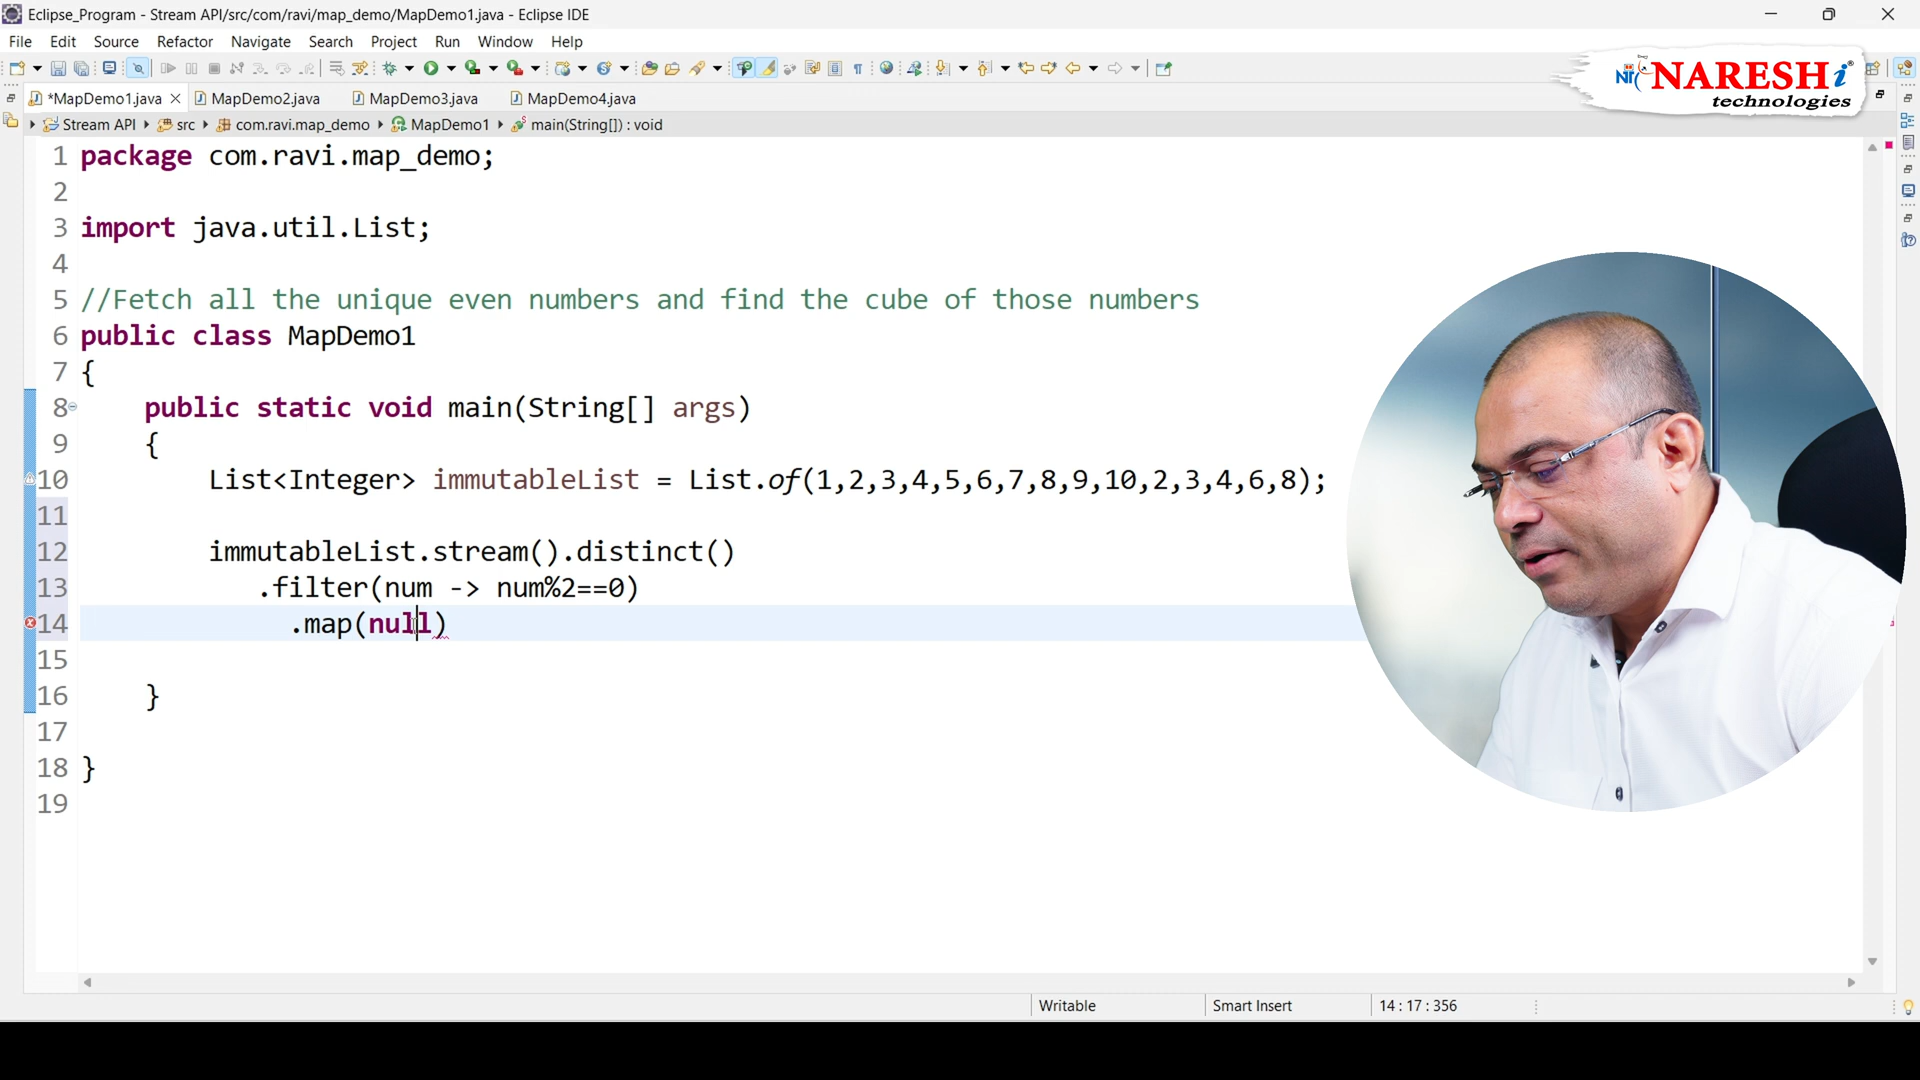 Eclipse_Program - Stream API/src/com/ravi/map_demo/MapDemo1.java - Eclipse IDE
File Edit Source Refactor Navigate Search Project Run Window Help
NARESH i
technologies
*MapDemo1.java MapDemo2.java MapDemo3.java MapDemo4.java
Stream API src com.ravi.map_demo MapDemo1 main(String[]) : void
1 package com.ravi.map_demo;
2
3 import java.util.List;
4
5 //Fetch all the unique even numbers and find the cube of those numbers
6 public class MapDemo1
7 {
8 public static void main(String[] args)
9 {
10 List<Integer> immutableList = List.of(1,2,3,4,5,6,7,8,9,10,2,3,4,6,8);
11
12 immutableList.stream().distinct()
13 .filter(num -> num%2==0)
14 .map(null)
15
16 }
17
18 }
19
Writable Smart Insert 14 : 17 : 356